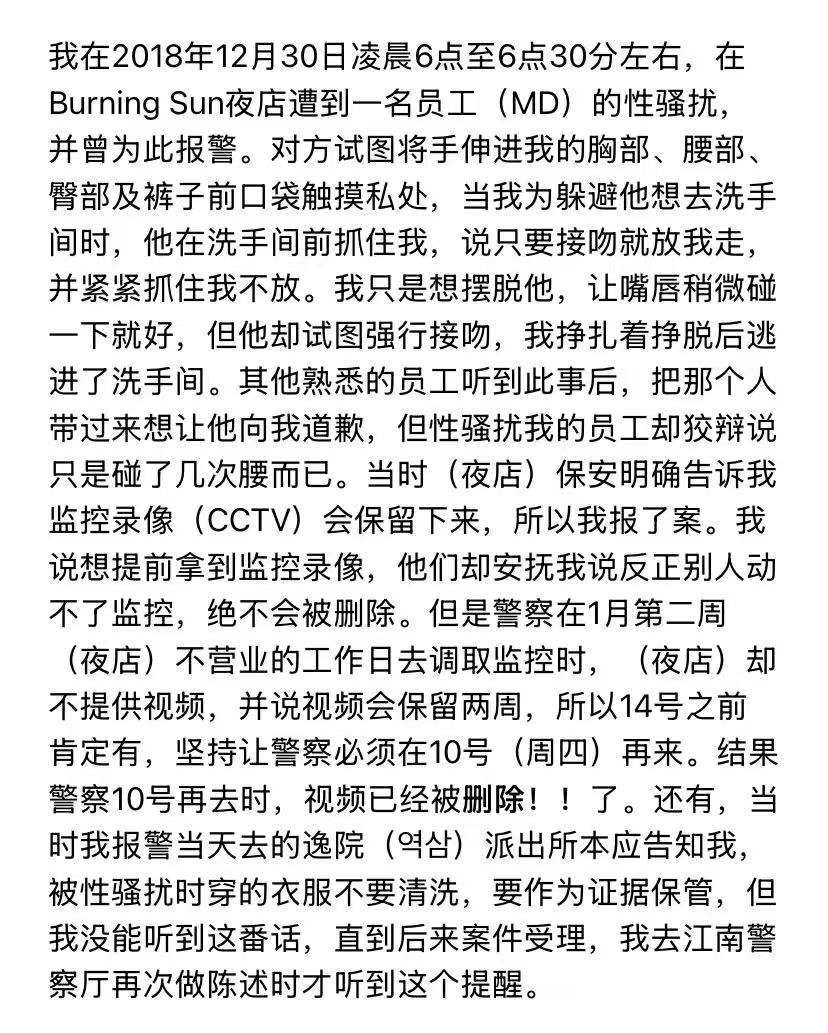 我在2018年12月30日凌晨6点至6点30分左右，在
Burning Sun夜店遭到一名员工（MD）的性骚扰，
并曾为此报警。对方试图将手伸进我的胸部、腰部、
臀部及裤子前口袋触摸私处，当我为躲避他想去洗手
间时，他在洗手间前抓住我，说只要接吻就放我走，
并紧紧抓住我不放。我只是想摆脱他，让嘴唇稍微碰
一下就好，但他却试图强行接吻，我挣扎着挣脱后逃
进了洗手间。其他熟悉的员工听到此事后，把那个人
带过来想让他向我道歉，但性骚扰我的员工却狡辩说
只是碰了几次腰而已。当时（夜店）保安明确告诉我
监控录像（CCTV）会保留下来，所以我报了案。我
说想提前拿到监控录像，他们却安抚我说反正别人动
不了监控，绝不会被删除。但是警察在1月第二周
（夜店）不营业的工作日去调取监控时，（夜店）却
不提供视频，并说视频会保留两周，所以14号之前
肯定有，坚持让警察必须在10号（周四）再来。结果
警察10号再去时，视频已经被删除！！了。还有，当
时我报警当天去的逸院（역삼）派出所本应告知我，
被性骚扰时穿的衣服不要清洗，要作为证据保管，但
我没能听到这番话，直到后来案件受理，我去江南警
察厅再次做陈述时才听到这个提醒。